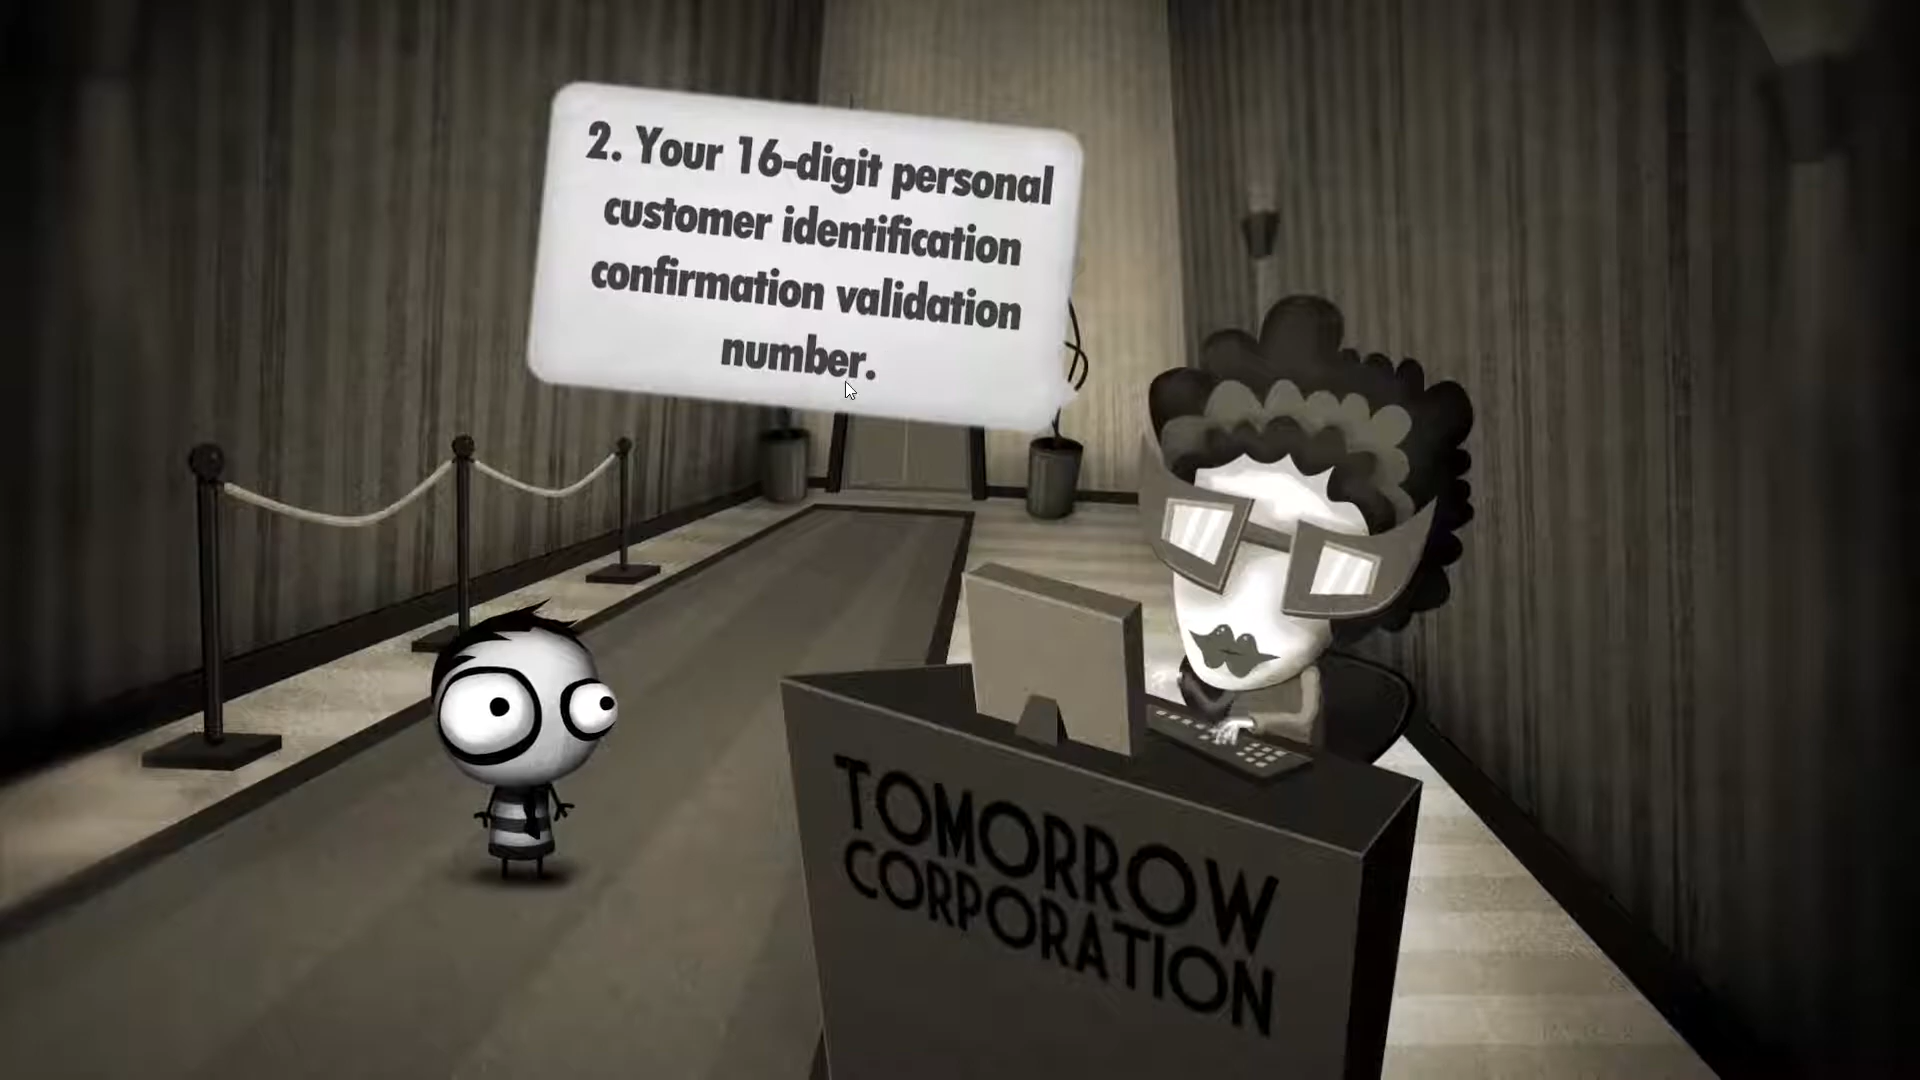 2. Your 16-digit personal
customer identification
confirmation validation
number.
TOMORROW
CORPORATION